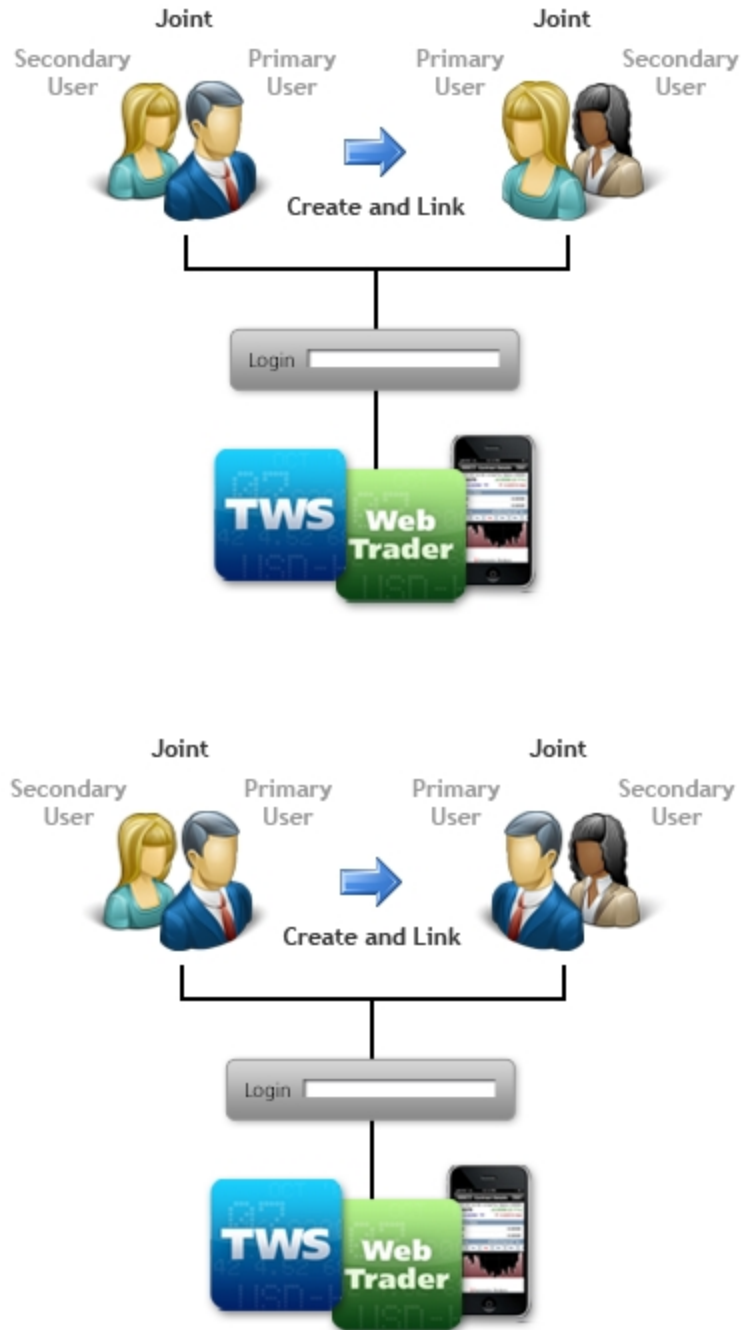 Joint
Joint
Secondary User
Primary User
Primary User
Secondary User
Create and Link
Login
TWS
Web
Trader
Joint
Joint
Secondary User
Primary User
Primary User
Secondary User
Create and Link
Login
TWS
Web
Trader